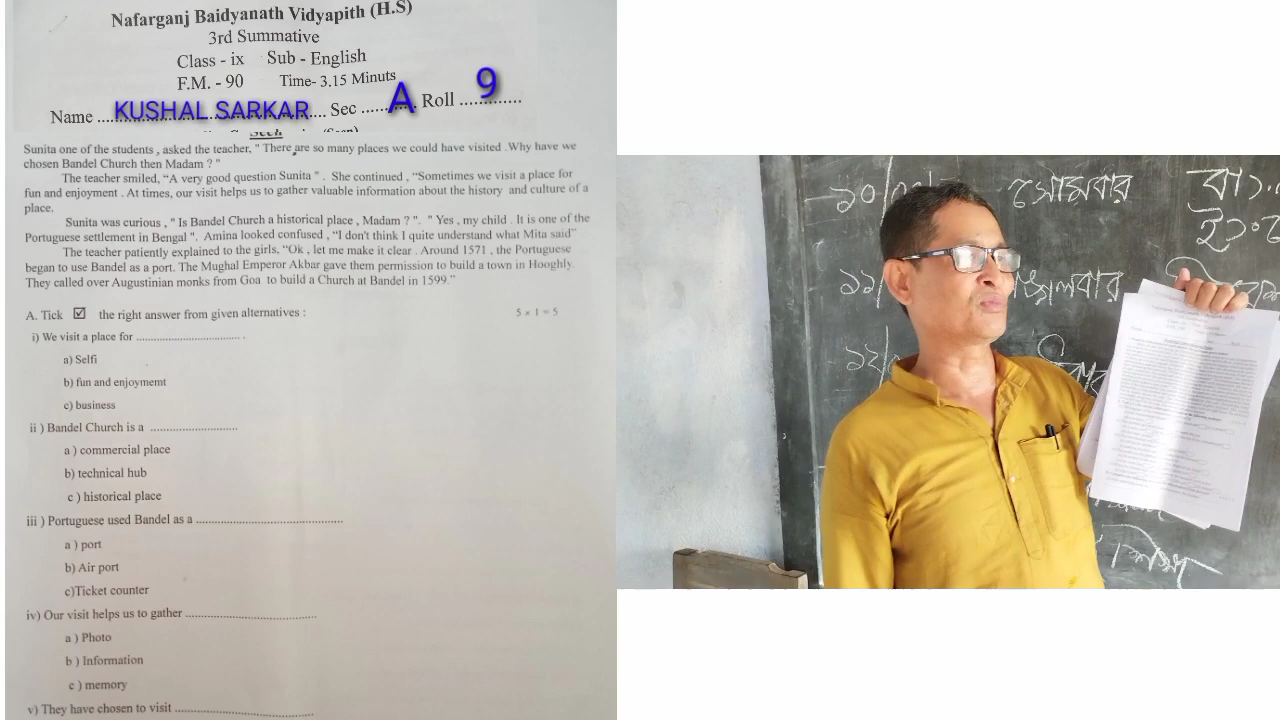 Nafarganj Baidyanath Vidyapith (H.S)
3rd Summative
Class - ix Sub - English
F.M. - 90 Time- 3.15 Minuts
Name .......... KUSHAL SARKAR .......... Sec ...... A ...... Roll ...... 9 ......
Sunita one of the students , asked the teacher, " There are so many places we could have visited .Why have we
chosen Bandel Church then Madam ? "
The teacher smiled, “A very good question Sunita " . She continued , “Sometimes we visit a place for
fun and enjoyment . At times, our visit helps us to gather valuable information about the history and culture of a
place.
Sunita was curious , " Is Bandel Church a historical place , Madam ? ". " Yes , my child . It is one of the
Portuguese settlement in Bengal ". Amina looked confused , “I don't think I quite understand what Mita said”
The teacher patiently explained to the girls, “Ok , let me make it clear . Around 1571 , the Portuguese
began to use Bandel as a port. The Mughal Emperor Akbar gave them permission to build a town in Hooghly.
They called over Augustinian monks from Goa to build a Church at Bandel in 1599.”
A. Tick ☑ the right answer from given alternatives : 5 × 1 = 5
i) We visit a place for ................................... .
a) Selfi
b) fun and enjoymemt
c) business
ii ) Bandel Church is a .............................
a ) commercial place
b) technical hub
c ) historical place
iii ) Portuguese used Bandel as a ................................................
a ) port
b) Air port
c)Ticket counter
iv) Our visit helps us to gather ...........................................
a ) Photo
b ) Information
c ) memory
v) They have chosen to visit .............................................
১০/ সোমবার বাং
ইং
১১/
১২/